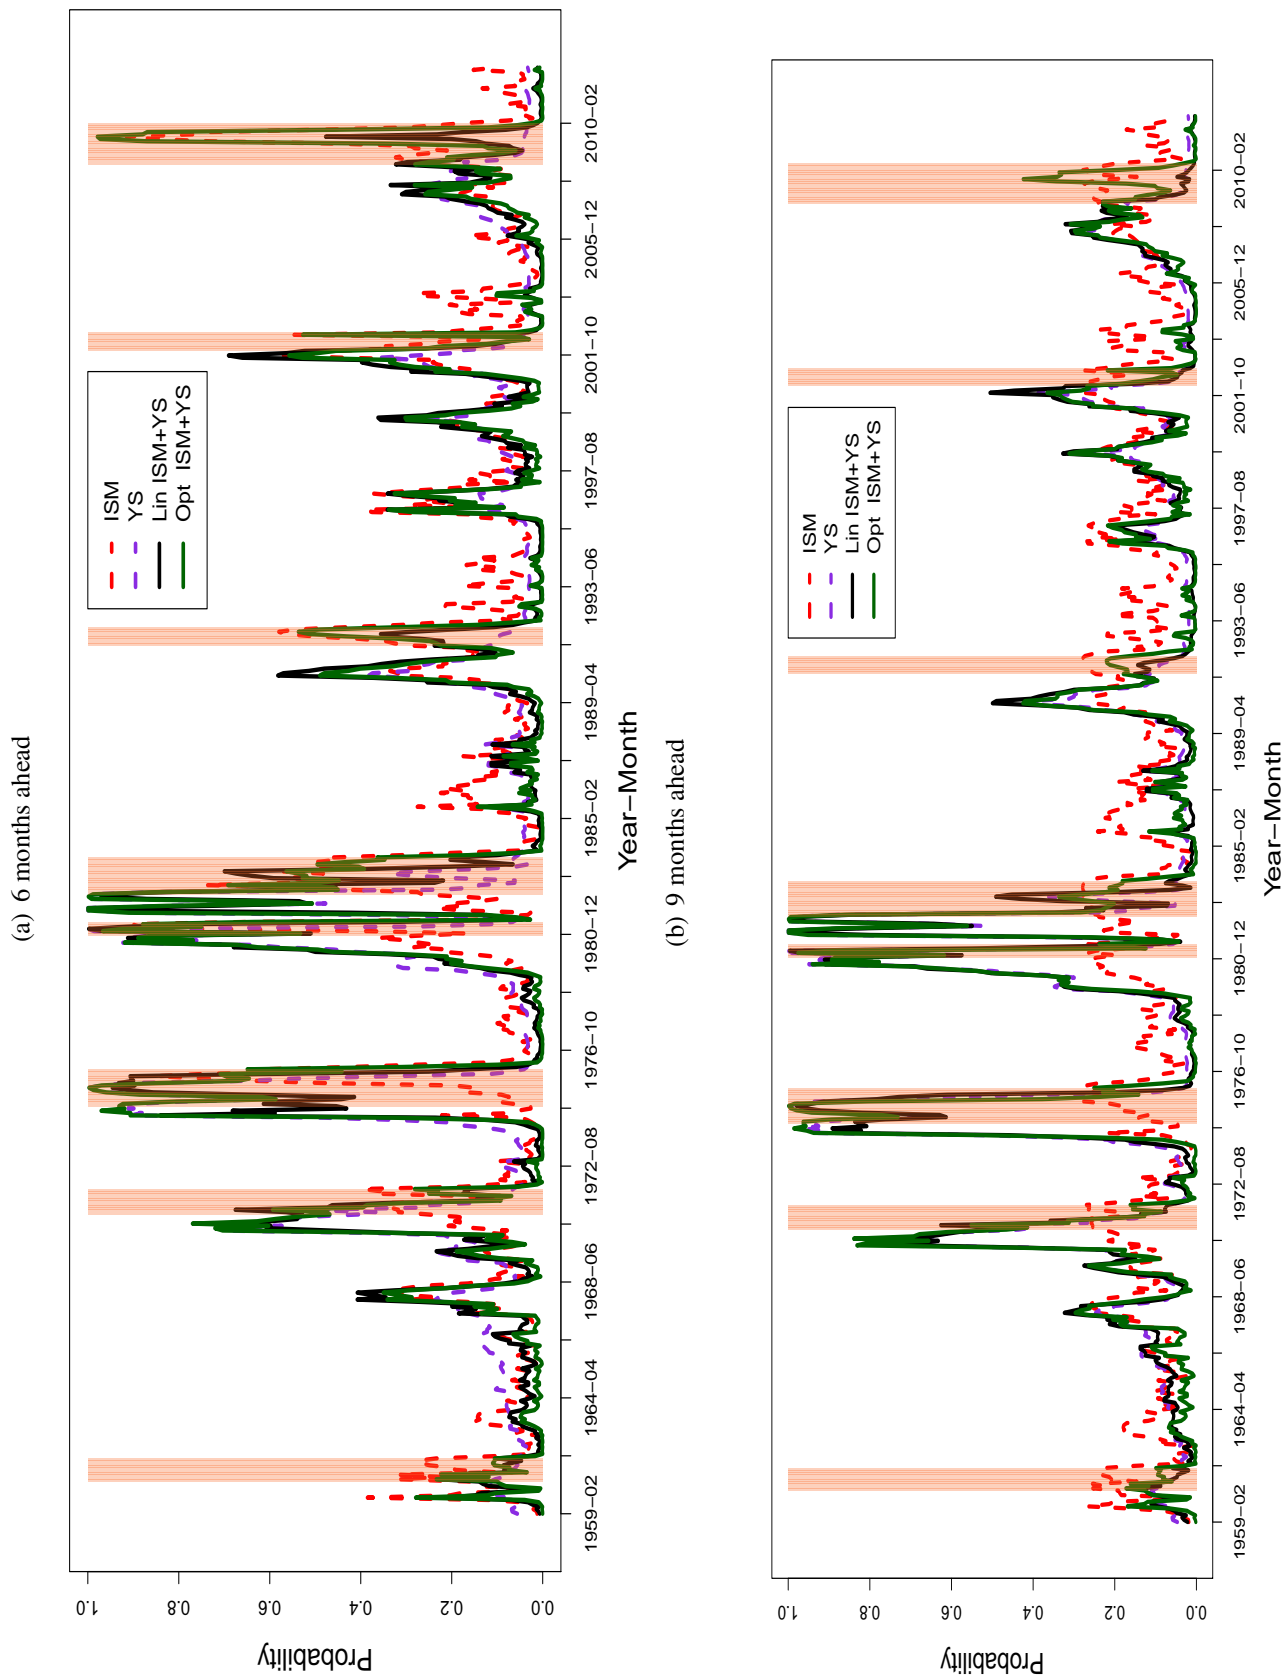 (a) 6 months ahead
ISM
YS
Lin ISM+YS
Opt ISM+YS
Probability
0.0
0.2
0.4
0.6
0.8
1.0
1959−02
1964−04
1968−06
1972−08
1976−10
1980−12
1985−02
1989−04
1993−06
1997−08
2001−10
2005−12
2010−02
Year−Month
(b) 9 months ahead
ISM
YS
Lin ISM+YS
Opt ISM+YS
Probability
0.0
0.2
0.4
0.6
0.8
1.0
1959−02
1964−04
1968−06
1972−08
1976−10
1980−12
1985−02
1989−04
1993−06
1997−08
2001−10
2005−12
2010−02
Year−Month